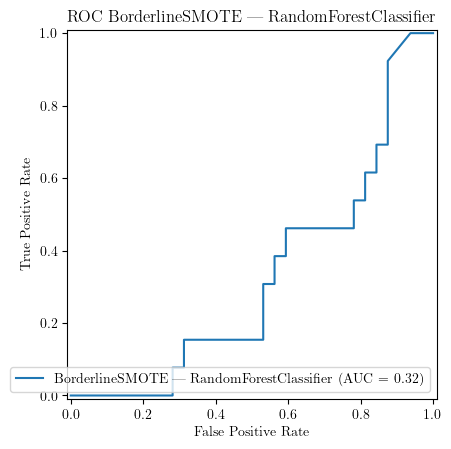 ROC BorderlineSMOTE — RandomForestClassifier
1.0
0.8
0.6
0.4
0.2
0.0
True Positive Rate
BorderlineSMOTE — RandomForestClassifier (AUC = 0.32)
0.0 0.2 0.4 0.6 0.8 1.0
False Positive Rate